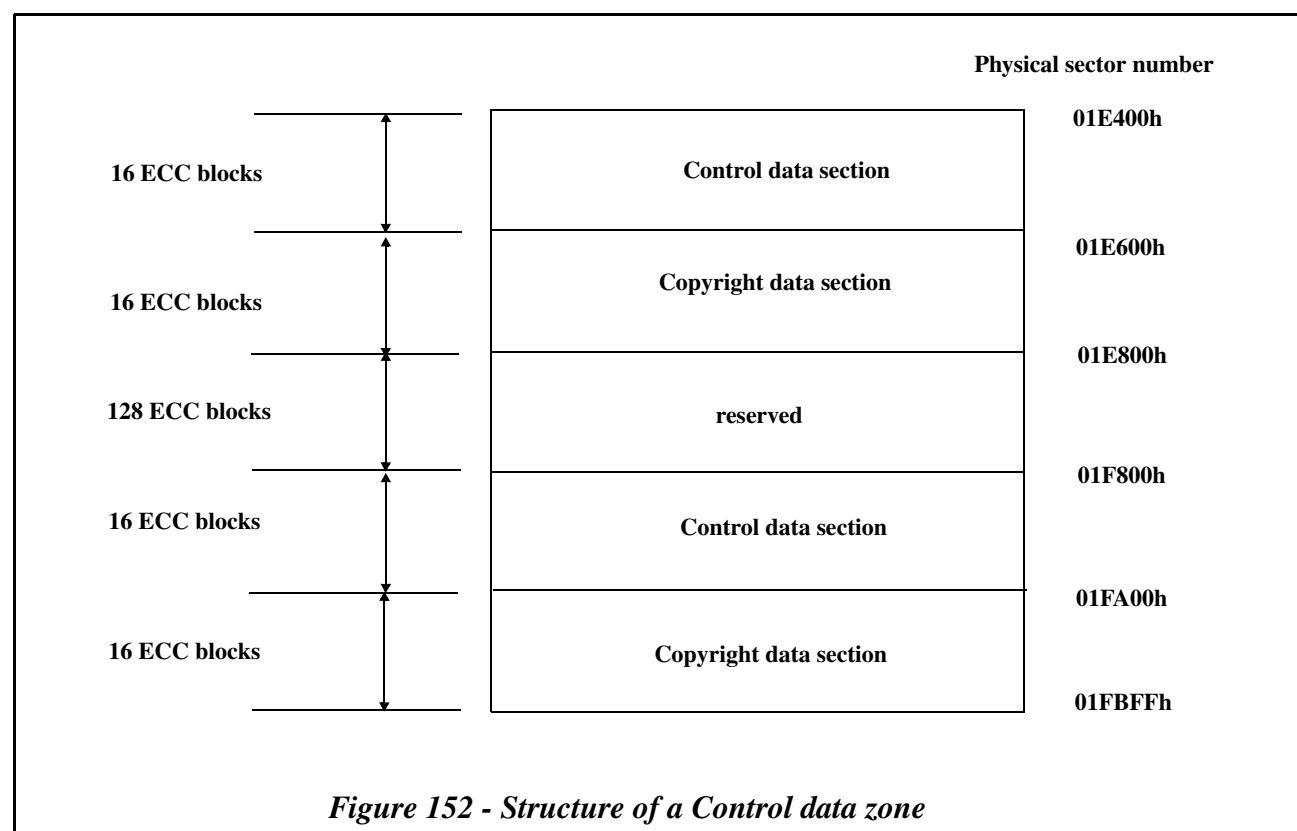 Physical sector number
01E400h
16 ECC blocks
Control data section
01E600h
16 ECC blocks
Copyright data section
01E800h
128 ECC blocks
reserved
01F800h
16 ECC blocks
Control data section
01FA00h
16 ECC blocks
Copyright data section
01FBFFh
Figure 152 - Structure of a Control data zone